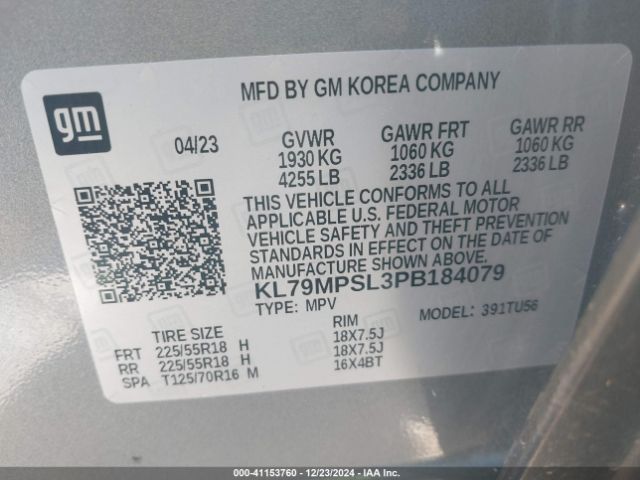 gm
MFD BY GM KOREA COMPANY
04/23 GVWR GAWR FRT GAWR RR
1930 KG 1060 KG 1060 KG
4255 LB 2336 LB 2336 LB
THIS VEHICLE CONFORMS TO ALL
APPLICABLE U.S. FEDERAL MOTOR
VEHICLE SAFETY AND THEFT PREVENTION
STANDARDS IN EFFECT ON THE DATE OF
MANUFACTURE SHOWN ABOVE.
KL79MPSL3PB184079
TYPE: MPV MODEL: 391TU56
TIRE SIZE RIM
FRT 225/55R18 H 18X7.5J
RR 225/55R18 H 18X7.5J
SPA T125/70R16 M 16X4BT
000-41153760 - 12/23/2024 - IAA Inc.